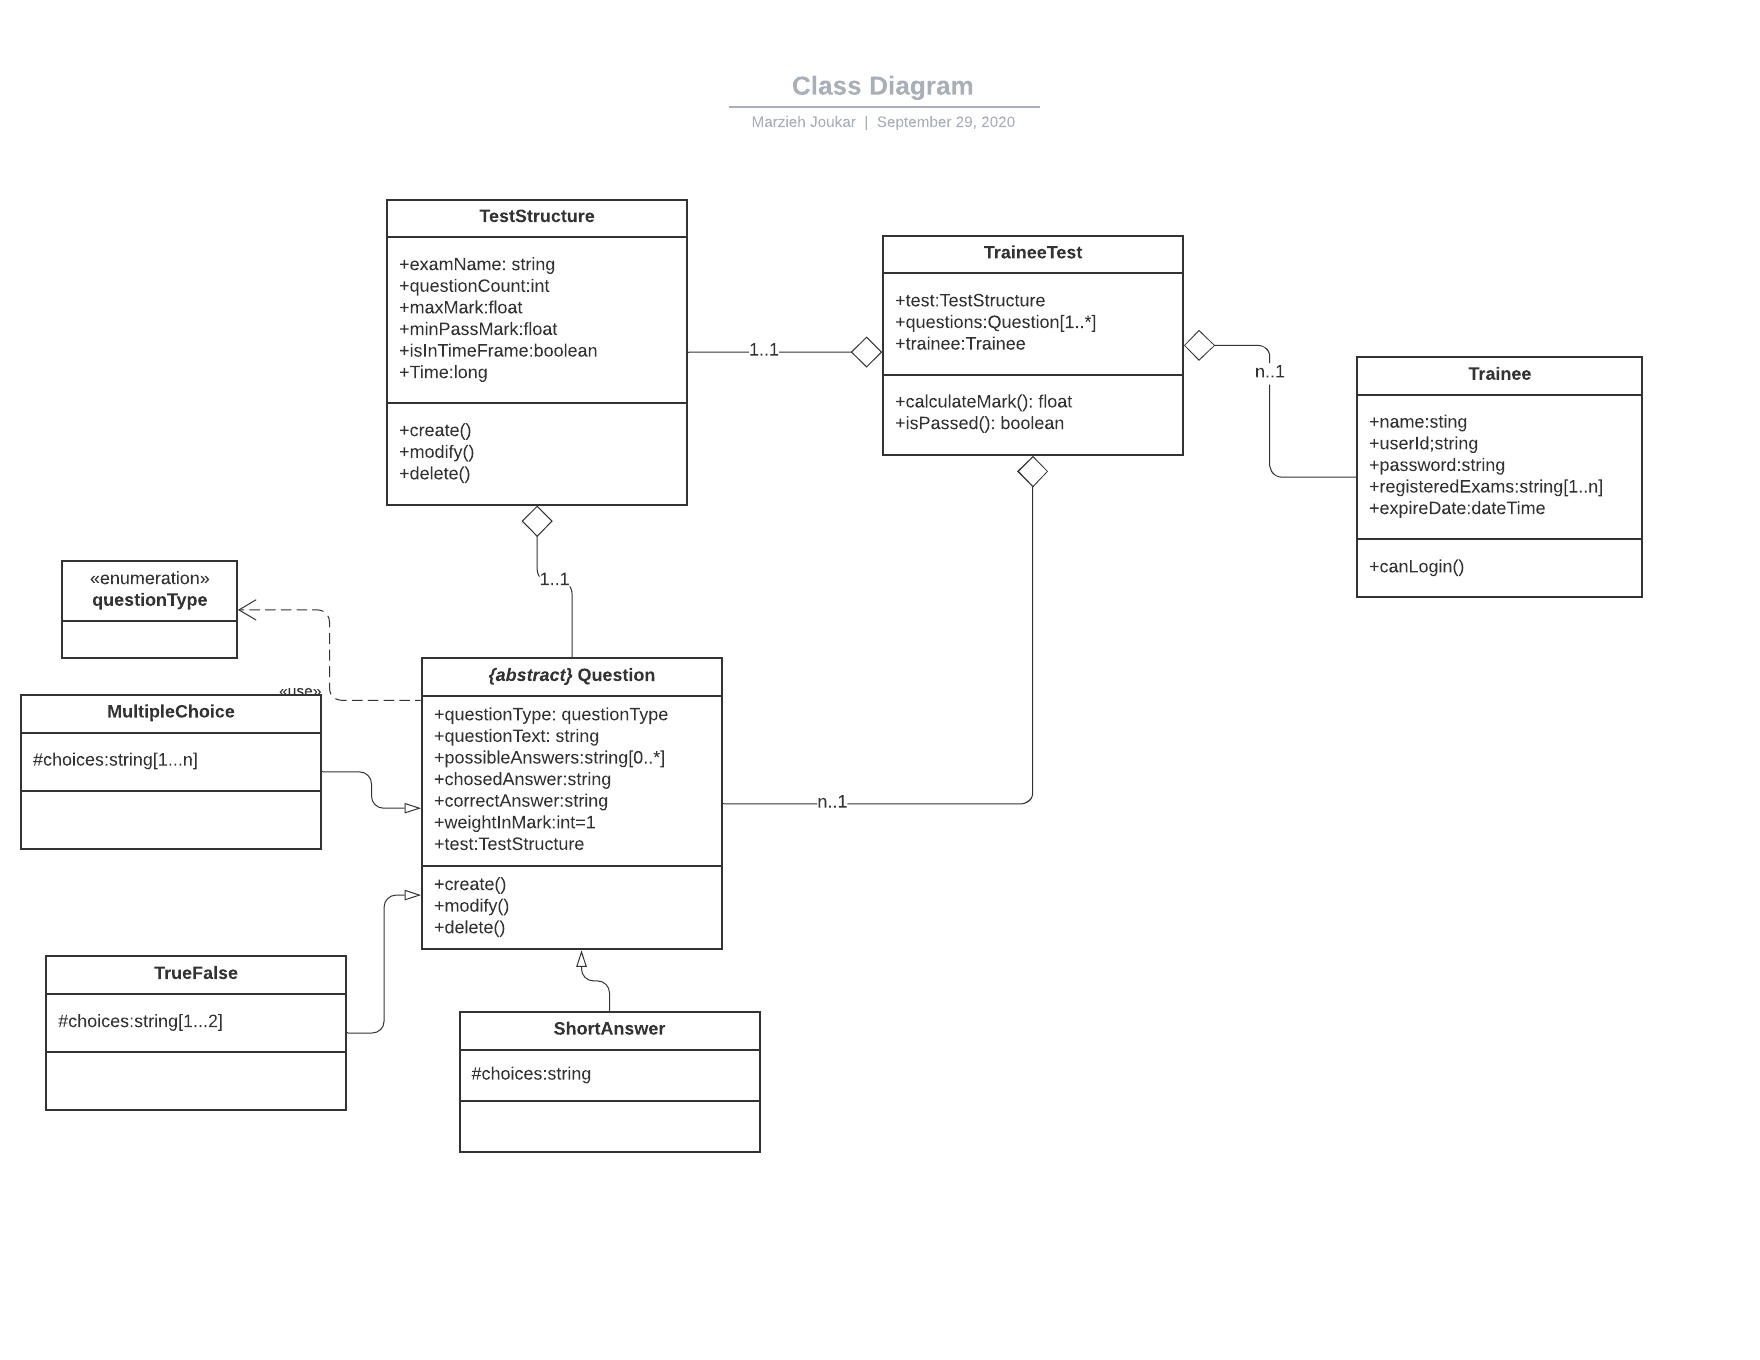 Class Diagram
Marzieh Joukar | September 29, 2020
TestStructure
+examName: string
+questionCount:int
+maxMark:float
+minPassMark:float
+isInTimeFrame:boolean
+Time:long
+create()
+modify()
+delete()
1..1
TraineeTest
+test:TestStructure
+questions:Question[1..*]
+trainee:Trainee
+calculateMark(): float
+isPassed(): boolean
n..1
Trainee
+name:sting
+userId;string
+password:string
+registeredExams:string[1..n]
+expireDate:dateTime
+canLogin()
1..1
«enumeration»
questionType
«use»
MultipleChoice
#choices:string[1...n]
{abstract} Question
+questionType: questionType
+questionText: string
+possibleAnswers:string[0..*]
+chosedAnswer:string
+correctAnswer:string
+weightInMark:int=1
+test:TestStructure
+create()
+modify()
+delete()
n..1
TrueFalse
#choices:string[1...2]
ShortAnswer
#choices:string